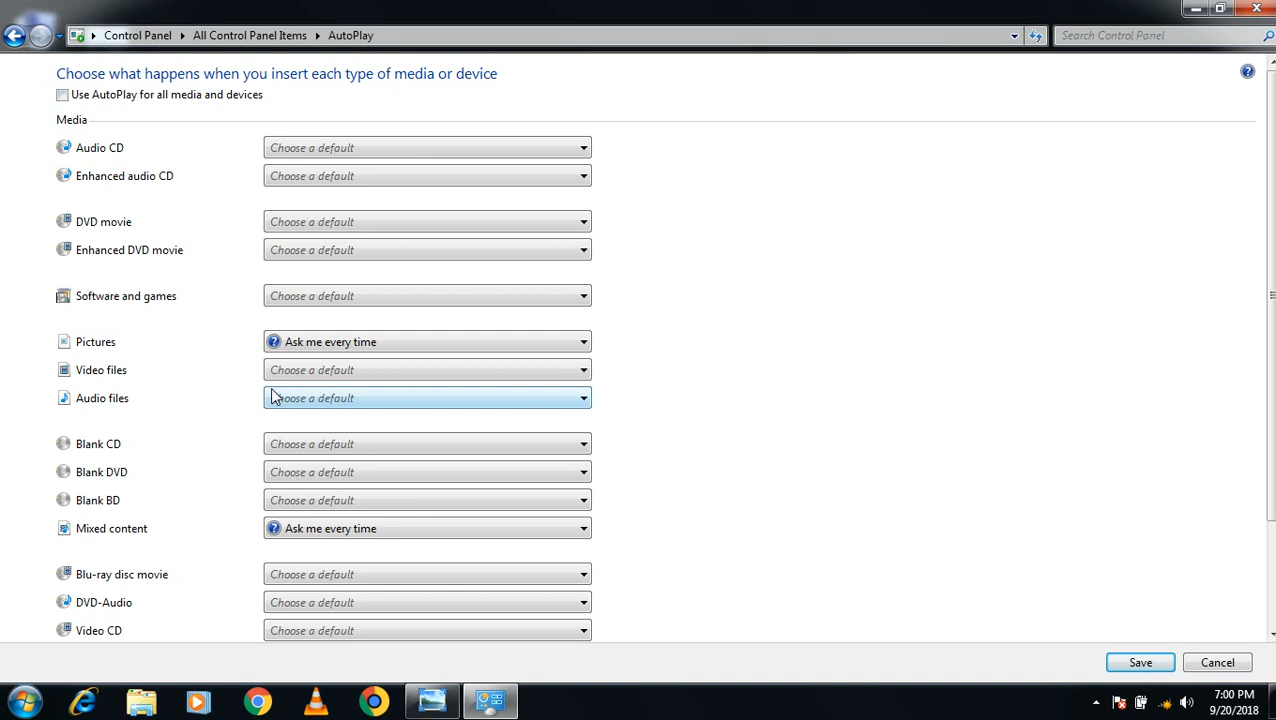 Control Panel All Control Panel Items AutoPlay Search Control Panel
Choose what happens when you insert each type of media or device
Use AutoPlay for all media and devices
Media
Audio CD Choose a default
Enhanced audio CD Choose a default
DVD movie Choose a default
Enhanced DVD movie Choose a default
Software and games Choose a default
Pictures Ask me every time
Video files Choose a default
Audio files Choose a default
Blank CD Choose a default
Blank DVD Choose a default
Blank BD Choose a default
Mixed content Ask me every time
Blu-ray disc movie Choose a default
DVD-Audio Choose a default
Video CD Choose a default
Save Cancel
7:00 PM
9/20/2018